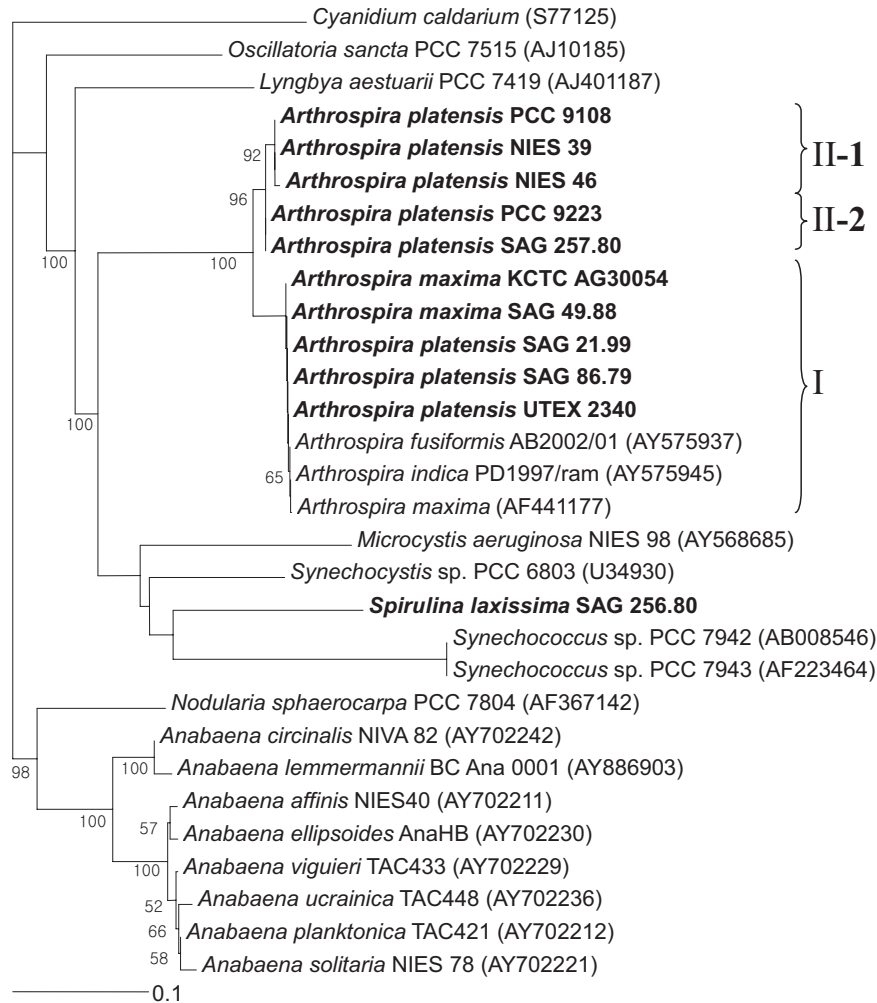 Cyanidium caldarium (S77125)
Oscillatoria sancta PCC 7515 (AJ10185)
Lyngbya aestuarii PCC 7419 (AJ401187)
Arthrospira platensis PCC 9108
92
Arthrospira platensis NIES 39
II-1
Arthrospira platensis NIES 46
96
Arthrospira platensis PCC 9223
II-2
Arthrospira platensis SAG 257.80
100
100
Arthrospira maxima KCTC AG30054
Arthrospira maxima SAG 49.88
Arthrospira platensis SAG 21.99
Arthrospira platensis SAG 86.79
I
Arthrospira platensis UTEX 2340
100
Arthrospira fusiformis AB2002/01 (AY575937)
65
Arthrospira indica PD1997/ram (AY575945)
Arthrospira maxima (AF441177)
Microcystis aeruginosa NIES 98 (AY568685)
Synechocystis sp. PCC 6803 (U34930)
Spirulina laxissima SAG 256.80
Synechococcus sp. PCC 7942 (AB008546)
Synechococcus sp. PCC 7943 (AF223464)
Nodularia sphaerocarpa PCC 7804 (AF367142)
Anabaena circinalis NIVA 82 (AY702242)
98
100
Anabaena lemmermannii BC Ana 0001 (AY886903)
Anabaena affinis NIES40 (AY702211)
100
57
Anabaena ellipsoides AnaHB (AY702230)
100
Anabaena viguieri TAC433 (AY702229)
Anabaena ucrainica TAC448 (AY702236)
52
Anabaena planktonica TAC421 (AY702212)
66
58
Anabaena solitaria NIES 78 (AY702221)
0.1